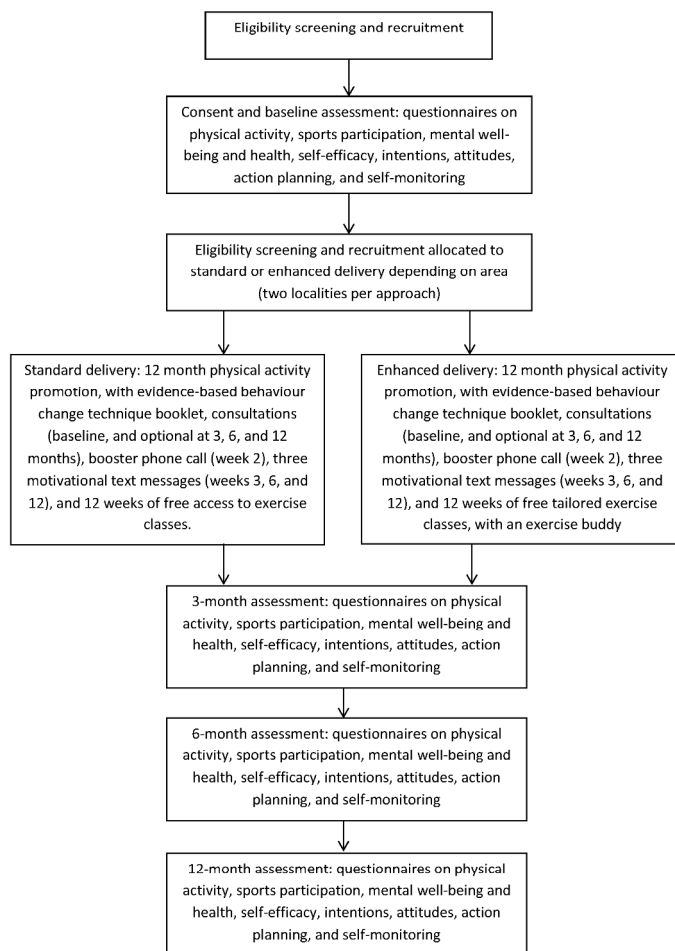 Eligibility screening and recruitment
Consent and baseline assessment: questionnaires on
physical activity, sports participation, mental well-
being and health, self-efficacy, intentions, attitudes,
action planning, and self-monitoring
Eligibility screening and recruitment allocated to
standard or enhanced delivery depending on area
(two localities per approach)
Standard delivery: 12 month physical activity
promotion, with evidence-based behaviour
change technique booklet, consultations
(baseline, and optional at 3, 6, and 12
months), booster phone call (week 2), three
motivational text messages (weeks 3, 6, and
12), and 12 weeks of free access to exercise
classes.
Enhanced delivery: 12 month physical activity
promotion, with evidence-based behaviour
change technique booklet, consultations
(baseline, and optional at 3, 6, and 12
months), booster phone call (week 2), three
motivational text messages (weeks 3, 6, and
12), and 12 weeks of free tailored exercise
classes, with an exercise buddy
3-month assessment: questionnaires on physical
activity, sports participation, mental well-being and
health, self-efficacy, intentions, attitudes, action
planning, and self-monitoring
6-month assessment: questionnaires on physical
activity, sports participation, mental well-being and
health, self-efficacy, intentions, attitudes, action
planning, and self-monitoring
12-month assessment: questionnaires on physical
activity, sports participation, mental well-being and
health, self-efficacy, intentions, attitudes, action
planning, and self-monitoring